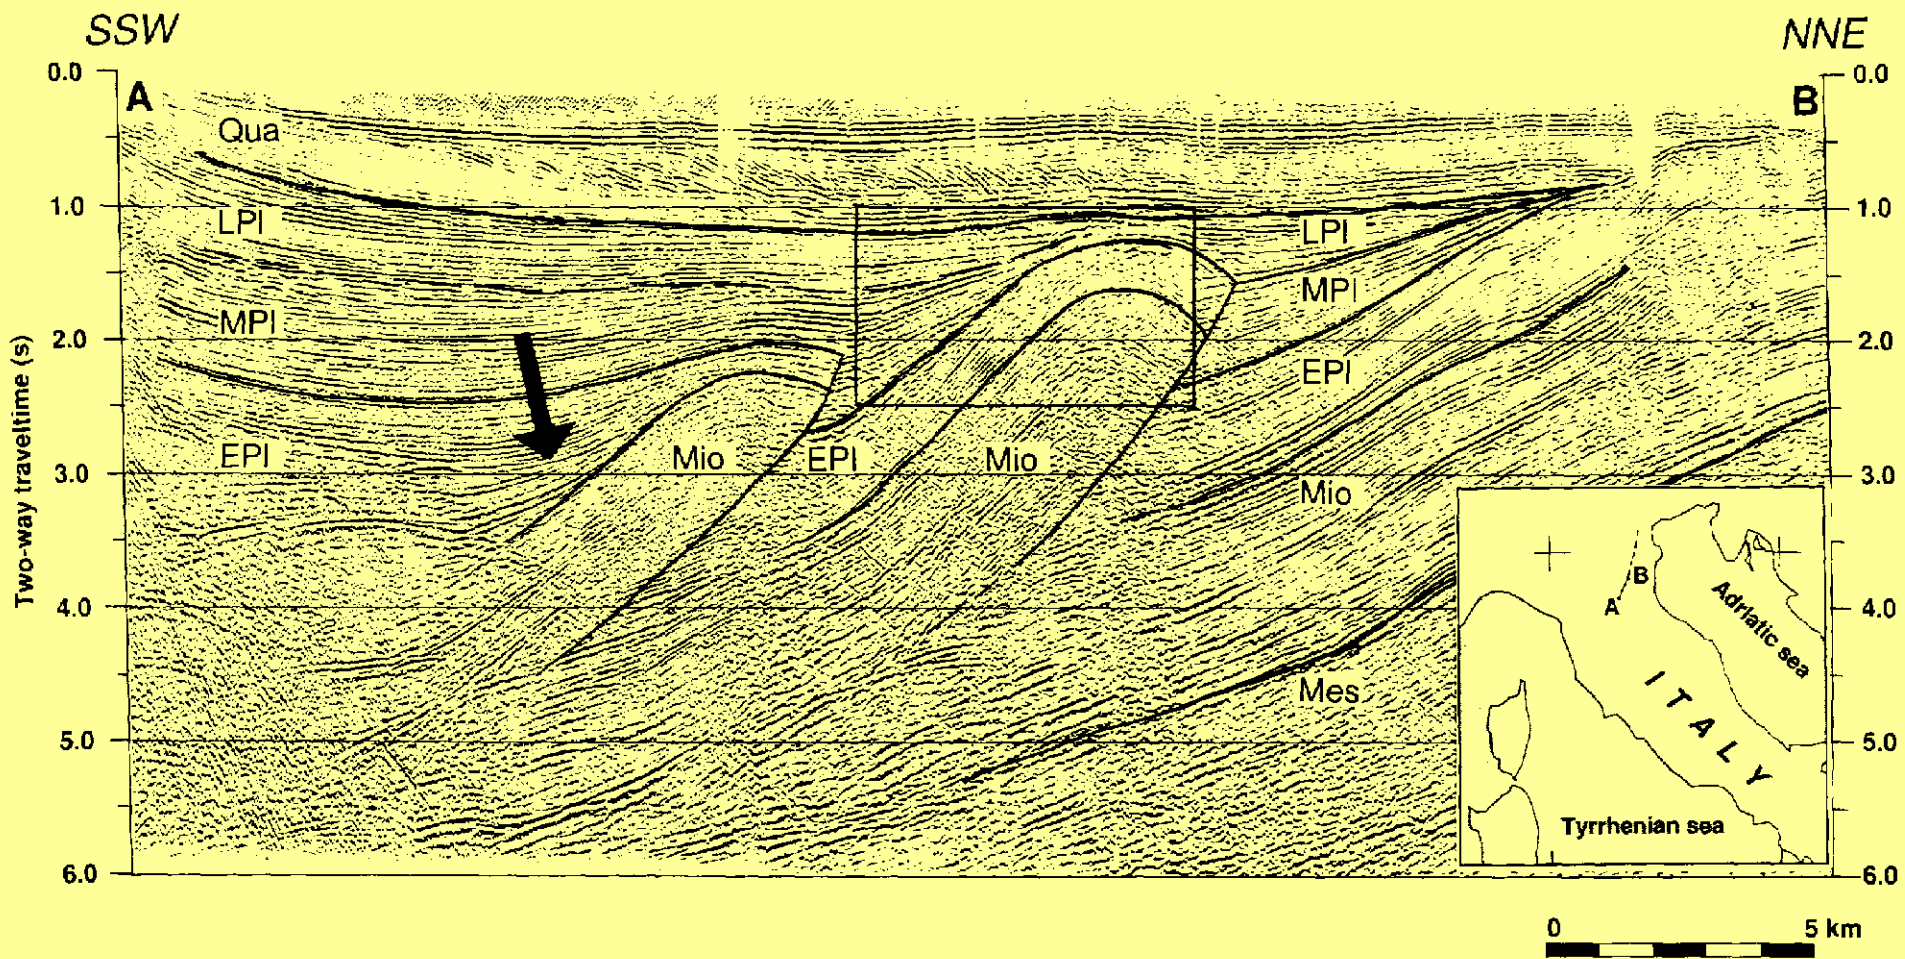 SSW NNE
0.0 A B 0.0
Qua
1.0 LPl LPl 1.0
MPl MPl
2.0 2.0
EPl
EPl Mio EPl Mio
3.0 Mio 3.0
Two-way traveltime (s)
4.0 4.0
Mes
5.0 5.0
6.0 6.0
B
A
Adriatic sea
ITALY
Tyrrhenian sea
0 5 km